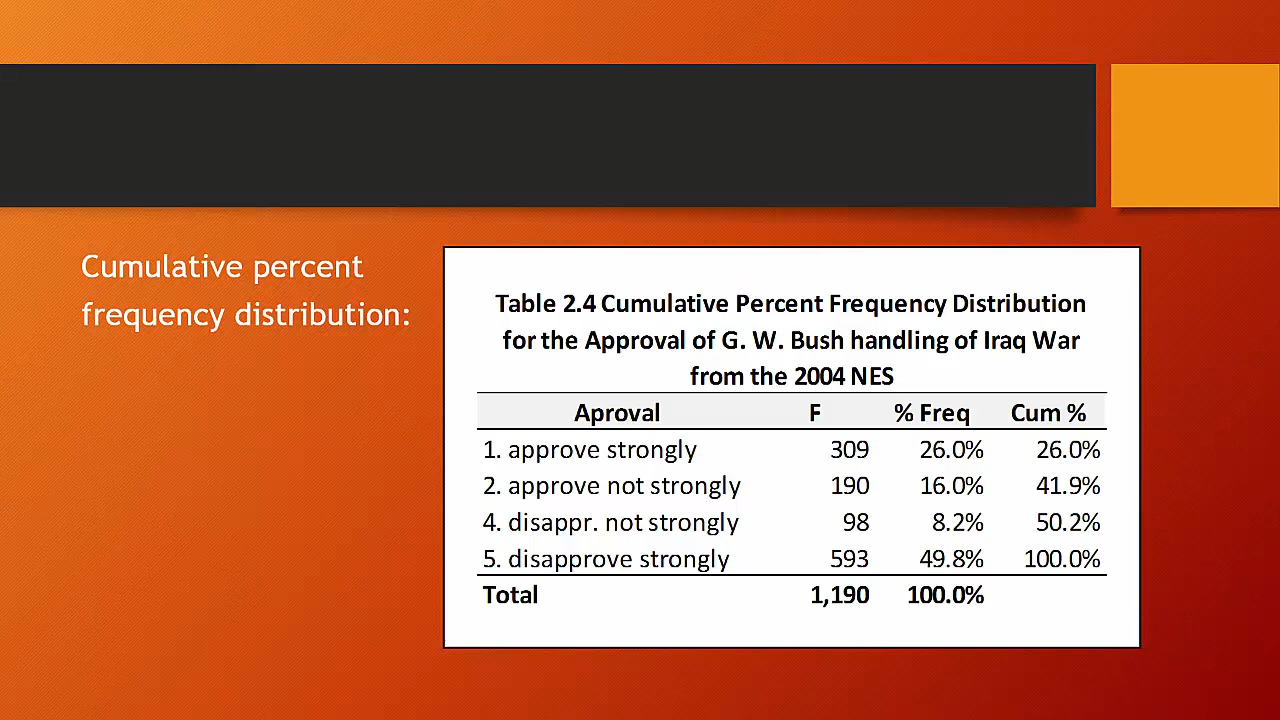 Cumulative percent
frequency distribution:
Table 2.4 Cumulative Percent Frequency Distribution
for the Approval of G. W. Bush handling of Iraq War
from the 2004 NES
Aproval F % Freq Cum %
1. approve strongly 309 26.0% 26.0%
2. approve not strongly 190 16.0% 41.9%
4. disappr. not strongly 98 8.2% 50.2%
5. disapprove strongly 593 49.8% 100.0%
Total 1,190 100.0%